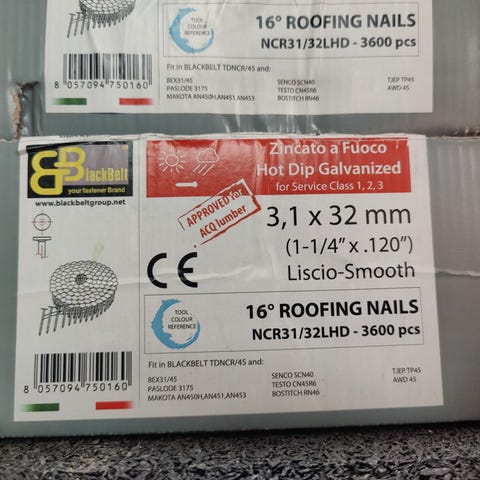 TOOL
COLOUR
REFERENCE
16° ROOFING NAILS
NCR31/32LHD - 3600 pcs
Fit in BLACKBELT TDNCR/45 and:
BEX31/45
PASLODE 3175
MAKOTA AN450H,AN451,AN453
SENCO SCN40
TESTO CN45R6
BOSTITCH RN46
TJEP TP45
AWD 45
8 057094 750160
BlackBelt
your fastener Brand
www.blackbeltgroup.net
Zincato a Fuoco
Hot Dip Galvanized
for Service Class 1, 2, 3
APPROVED for
ACQ lumber
3,1 x 32 mm
(1-1/4” x .120”)
Liscio-Smooth
CE
TOOL
COLOUR
REFERENCE
16° ROOFING NAILS
NCR31/32LHD - 3600 pcs
Fit in BLACKBELT TDNCR/45 and:
BEX31/45
PASLODE 3175
MAKOTA AN450H,AN451,AN453
SENCO SCN40
TESTO CN45R6
BOSTITCH RN46
TJEP TP45
AWD 45
8 057094 750160